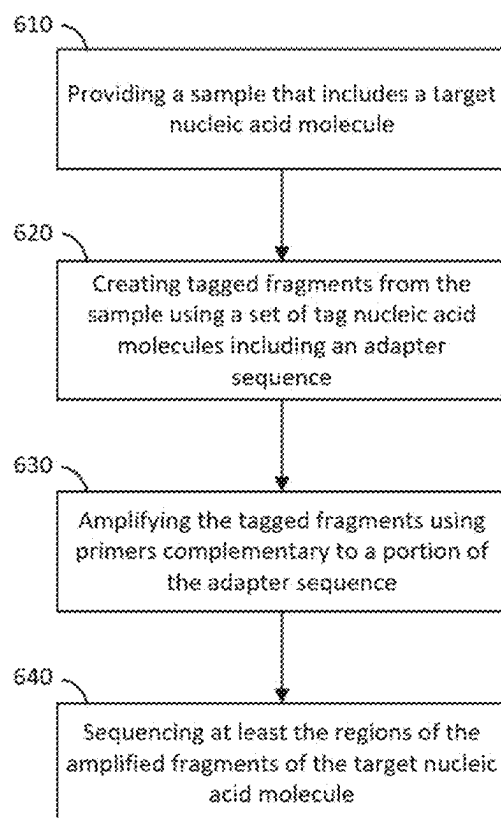 610
Providing a sample that includes a target
nucleic acid molecule
620
Creating tagged fragments from the
sample using a set of tag nucleic acid
molecules including an adapter
sequence
630
Amplifying the tagged fragments using
primers complementary to a portion of
the adapter sequence
640
Sequencing at least the regions of the
amplified fragments of the target nucleic
acid molecule